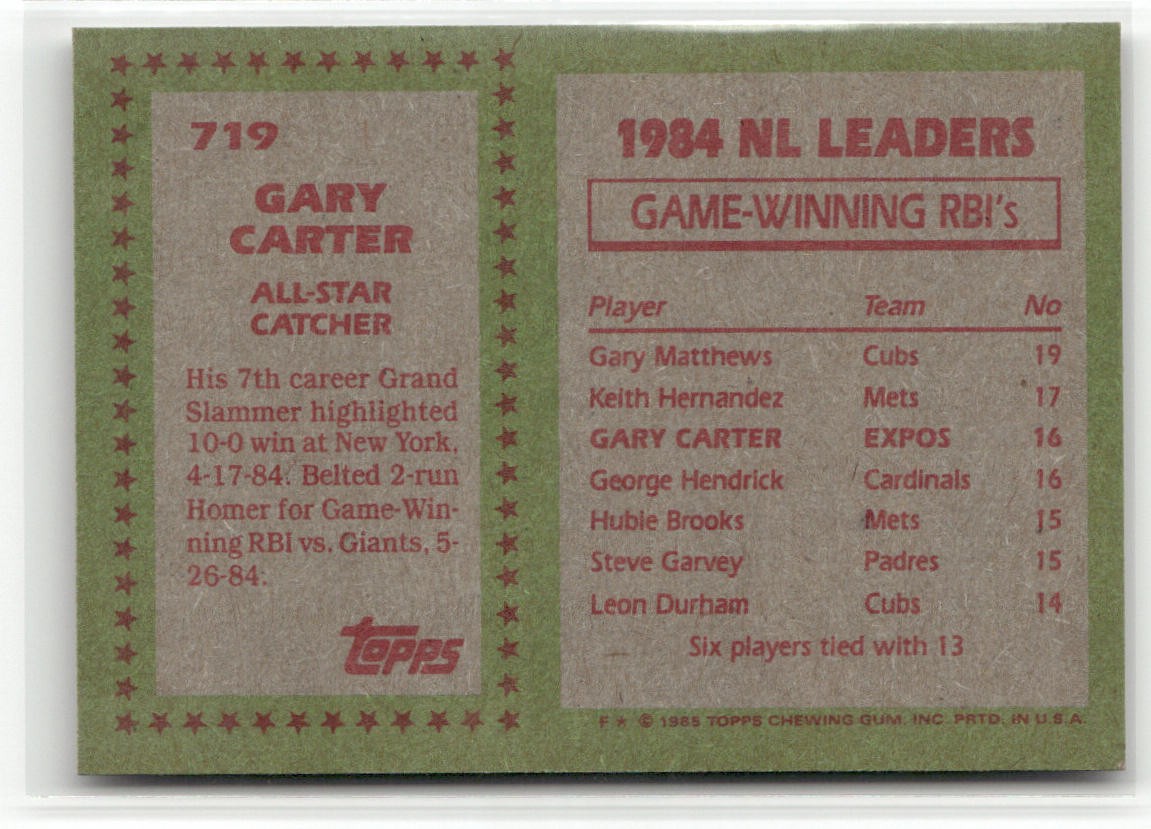 719
GARY
CARTER
ALL-STAR
CATCHER
His 7th career Grand
Slammer highlighted
10-0 win at New York,
4-17-84. Belted 2-run
Homer for Game-Win-
ning RBI vs. Giants, 5-
26-84.
Topps
1984 NL LEADERS
GAME-WINNING RBI's
Player Team No
Gary Matthews Cubs 19
Keith Hernandez Mets 17
GARY CARTER EXPOS 16
George Hendrick Cardinals 16
Hubie Brooks Mets 15
Steve Garvey Padres 15
Leon Durham Cubs 14
Six players tied with 13
F ★ © 1985 TOPPS CHEWING GUM, INC. PRTD. IN U.S.A.